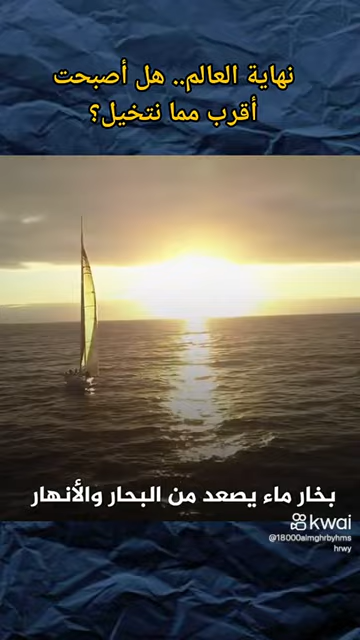 نهاية العالم.. هل أصبحت
أقرب مما نتخيل؟
بخار ماء يصعد من البحار والأنهار
kwai
@18000almghrbyhms
hrwy